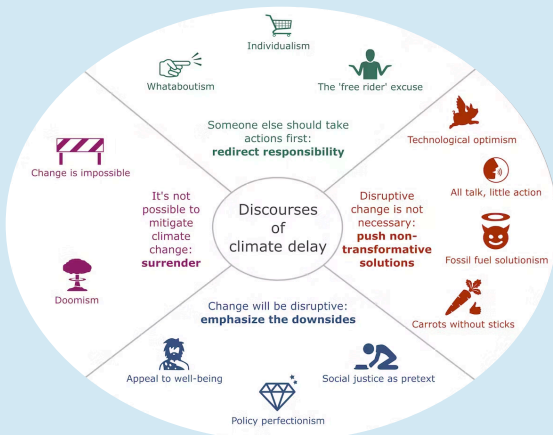 Individualism
Whataboutism
The 'free rider' excuse
Someone else should take
actions first:
redirect responsibility
Technological optimism
All talk, little action
Fossil fuel solutionism
Carrots without sticks
Disruptive
change is not
necessary:
push non-
transformative
solutions
Discourses
of
climate delay
Change is impossible
Doomism
It's not
possible to
mitigate
climate
change:
surrender
Change will be disruptive:
emphasize the downsides
Appeal to well-being
Policy perfectionism
Social justice as pretext